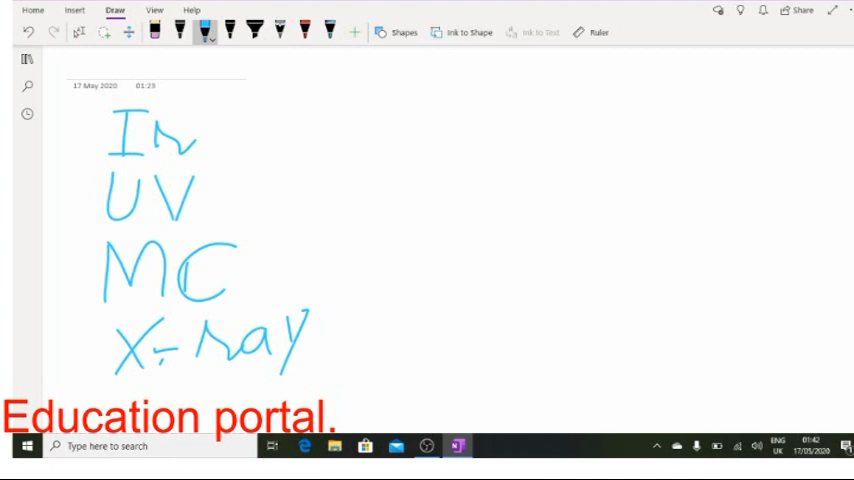 Home Insert Draw View Help Share
Shapes Ink to Shape Ink to Text Ruler
17 May 2020 01:25
Ir
UV
MC
X-ray
Education portal.
Type here to search
ENG 01:42
UK 17/05/2020